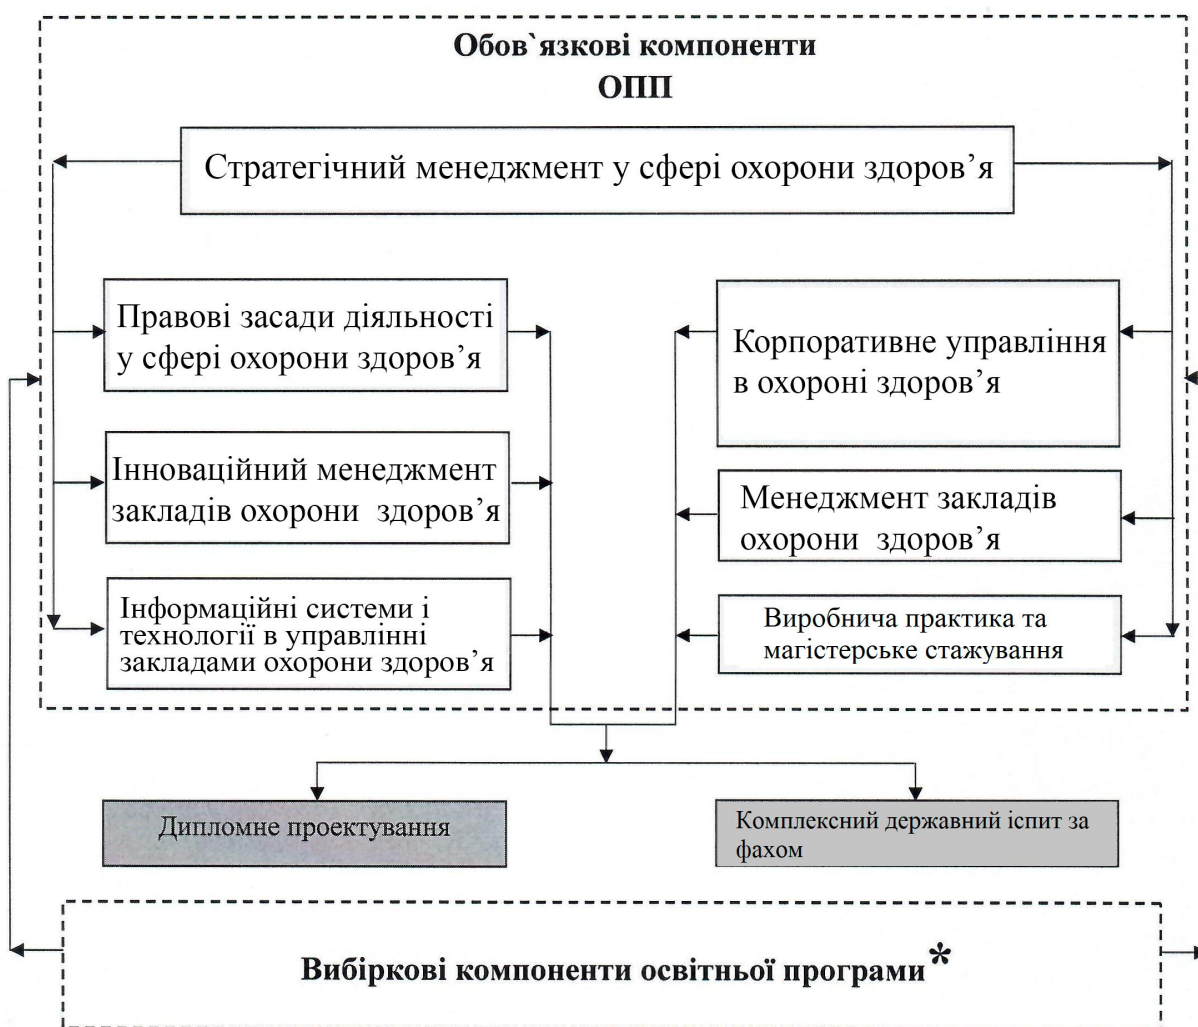 Обов`язкові компоненти
ОПП
Стратегічний менеджмент у сфері охорони здоров’я
Правові засади діяльності
у сфері охорони здоров’я
Інноваційний менеджмент
закладів охорони здоров’я
Інформаційні системи і
технології в управлінні
закладами охорони здоров’я
Корпоративне управління
в охороні здоров’я
Менеджмент закладів
охорони здоров’я
Виробнича практика та
магістерське стажування
Дипломне проектування
Комплексний державний іспит за
фахом
Вибіркові компоненти освітньої програми*